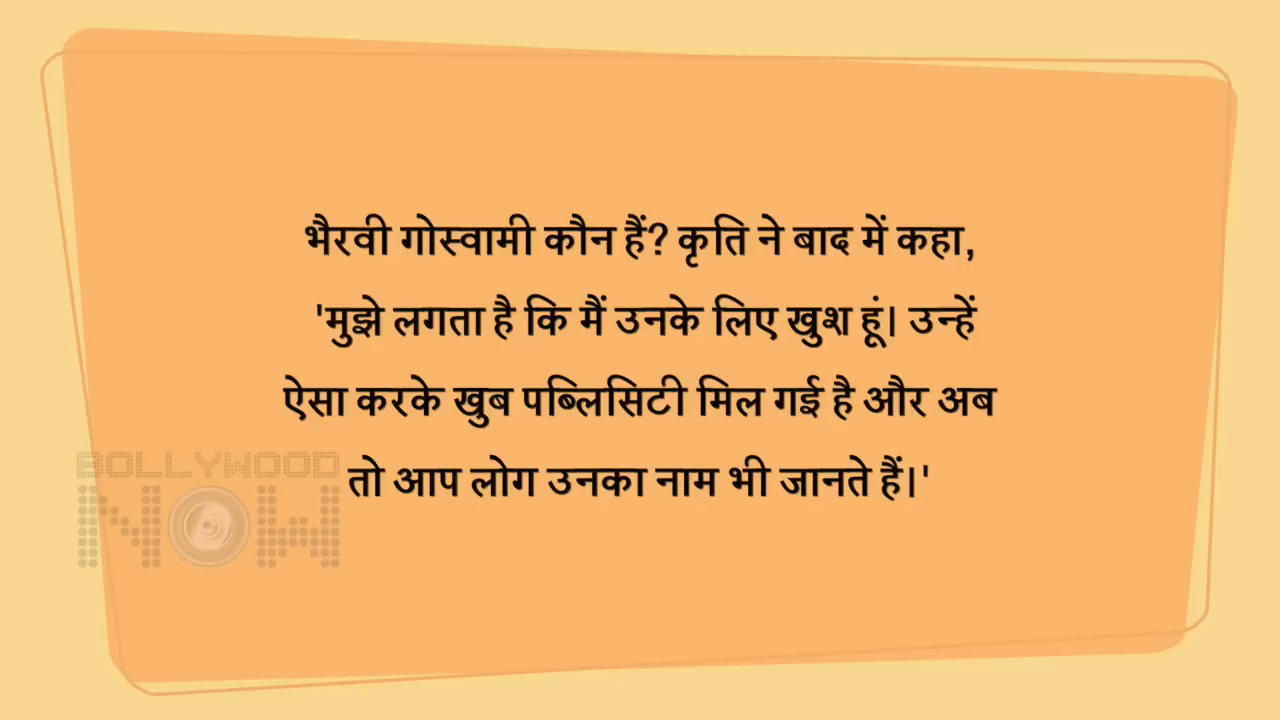 भैरवी गोस्वामी कौन हैं? कृति ने बाद में कहा,
'मुझे लगता है कि मैं उनके लिए खुश हूं। उन्हें
ऐसा करके खुब पब्लिसिटी मिल गई है और अब
तो आप लोग उनका नाम भी जानते हैं।'
BOLLYWOOD
NOW